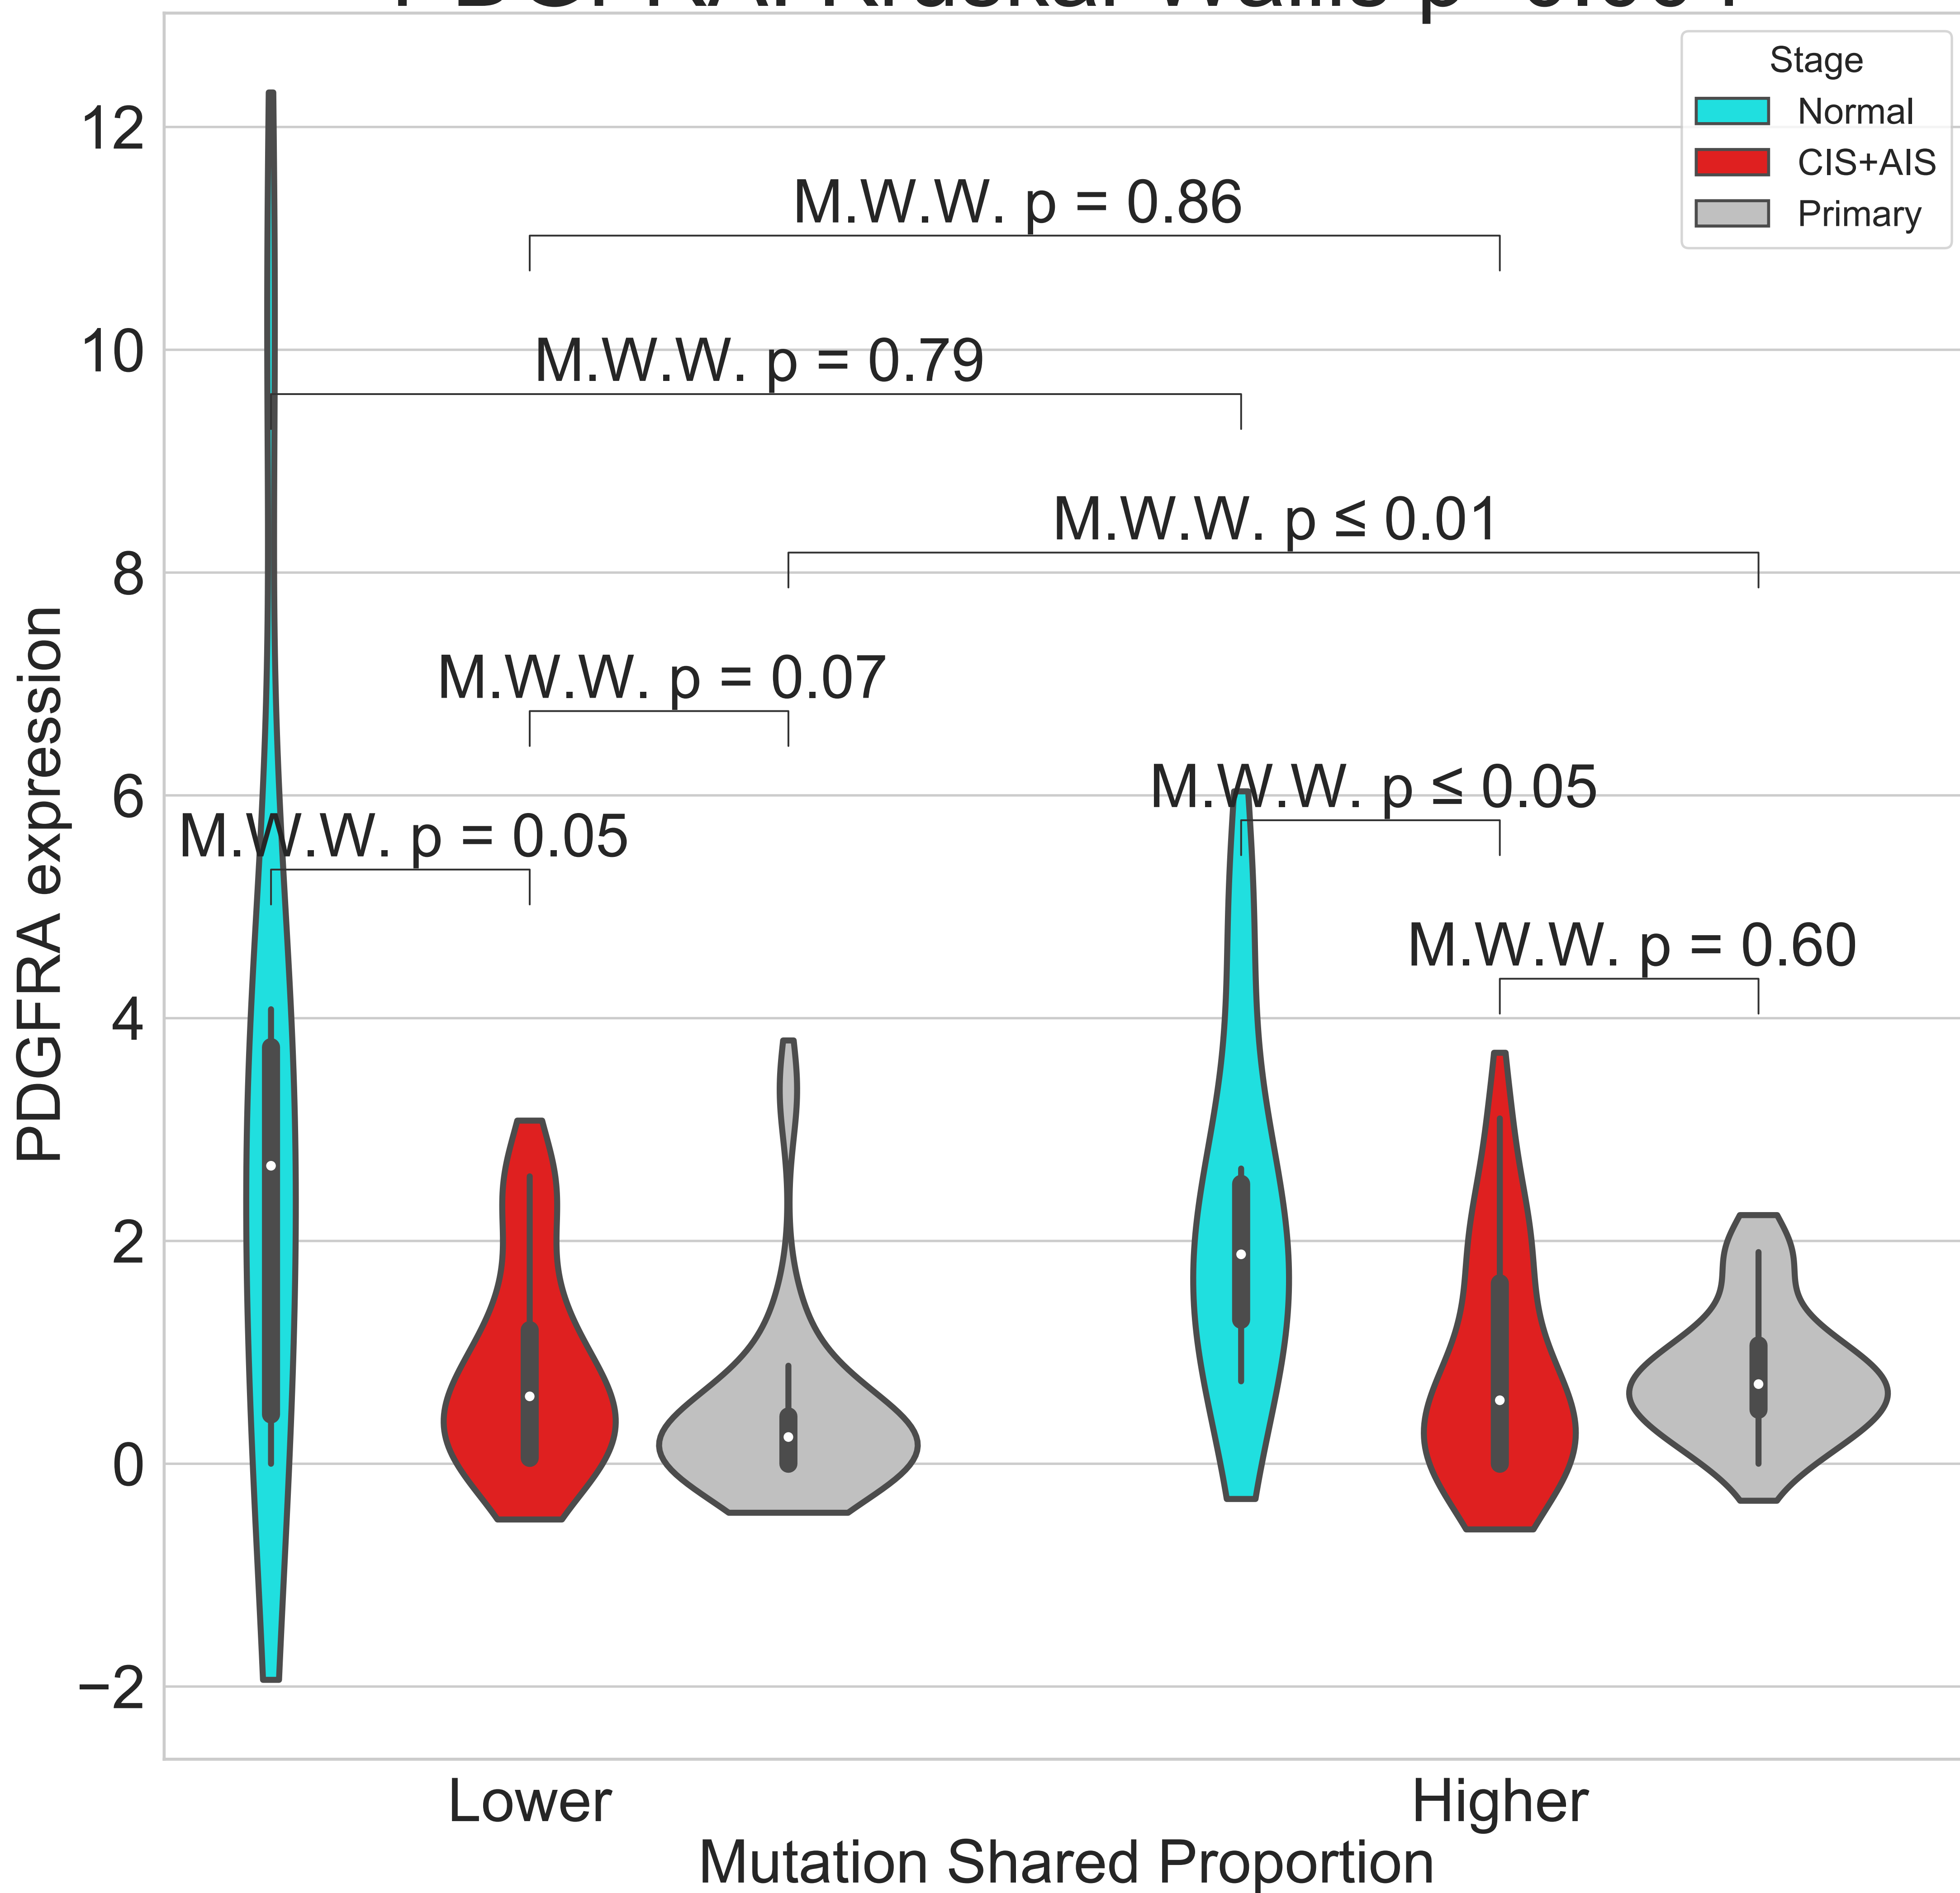 Stage
Normal
CIS+AIS
Primary
12
10
8
6
4
2
0
−2
PDGFRA expression
M.W.W. p = 0.86
M.W.W. p = 0.79
M.W.W. p ≤ 0.01
M.W.W. p = 0.07
M.W.W. p ≤ 0.05
M.W.W. p = 0.05
M.W.W. p = 0.60
Lower
Higher
Mutation Shared Proportion